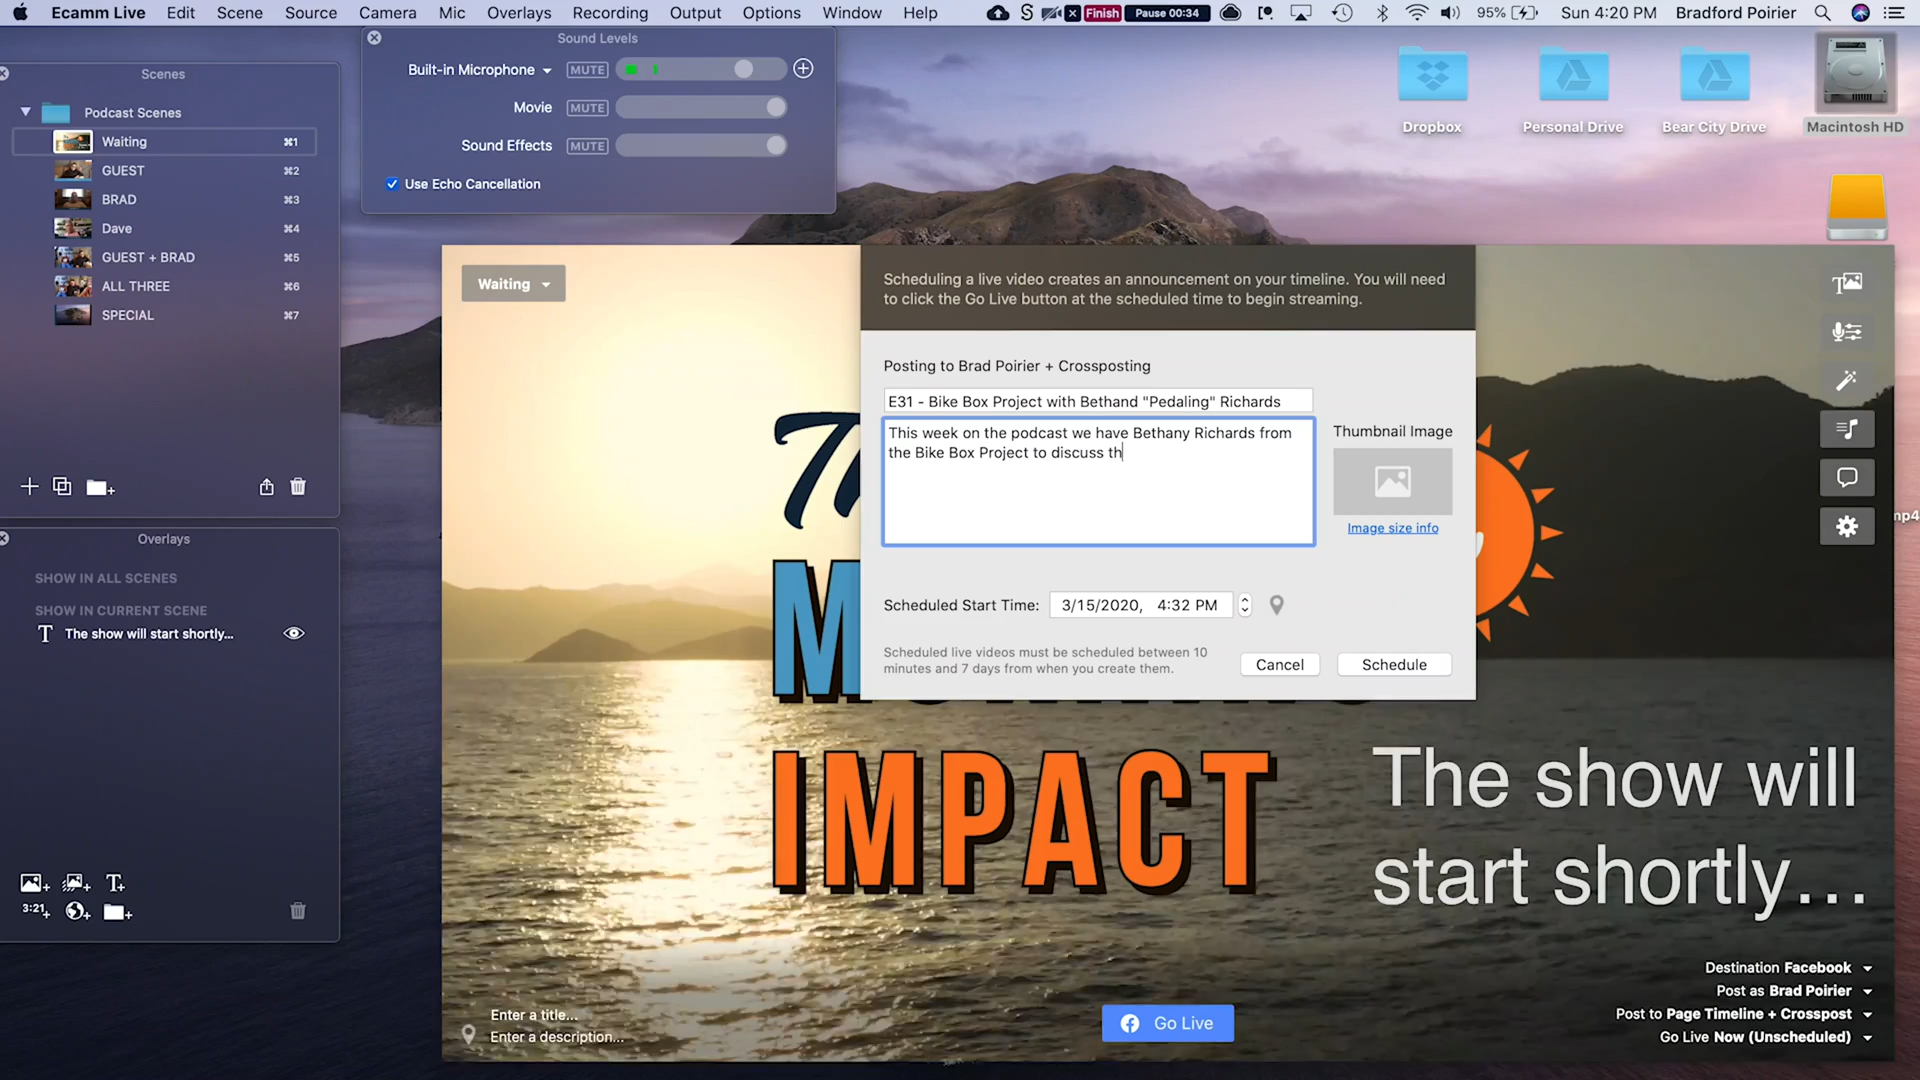 Ecamm Live Edit Scene Source Camera Mic Overlays Recording Output Options Window Help
Finish Pause 00:34 95% Sun 4:20 PM Bradford Poirier
Sound Levels
Built-in Microphone MUTE
Movie MUTE
Sound Effects MUTE
Use Echo Cancellation
Scenes
Podcast Scenes
Waiting ⌘1
GUEST ⌘2
BRAD ⌘3
Dave ⌘4
GUEST + BRAD ⌘5
ALL THREE ⌘6
SPECIAL ⌘7
Overlays
SHOW IN ALL SCENES
SHOW IN CURRENT SCENE
T The show will start shortly...
3:21+
Dropbox
Personal Drive
Bear City Drive
Macintosh HD
mp4
Waiting
Scheduling a live video creates an announcement on your timeline. You will need
to click the Go Live button at the scheduled time to begin streaming.
Posting to Brad Poirier + Crossposting
E31 - Bike Box Project with Bethand "Pedaling" Richards
This week on the podcast we have Bethany Richards from
the Bike Box Project to discuss th
Thumbnail Image
Image size info
Scheduled Start Time: 3/15/2020, 4:32 PM
Scheduled live videos must be scheduled between 10
minutes and 7 days from when you create them.
Cancel
Schedule
IMPACT
The show will
start shortly...
Enter a title...
Enter a description...
Go Live
Destination Facebook
Post as Brad Poirier
Post to Page Timeline + Crosspost
Go Live Now (Unscheduled)